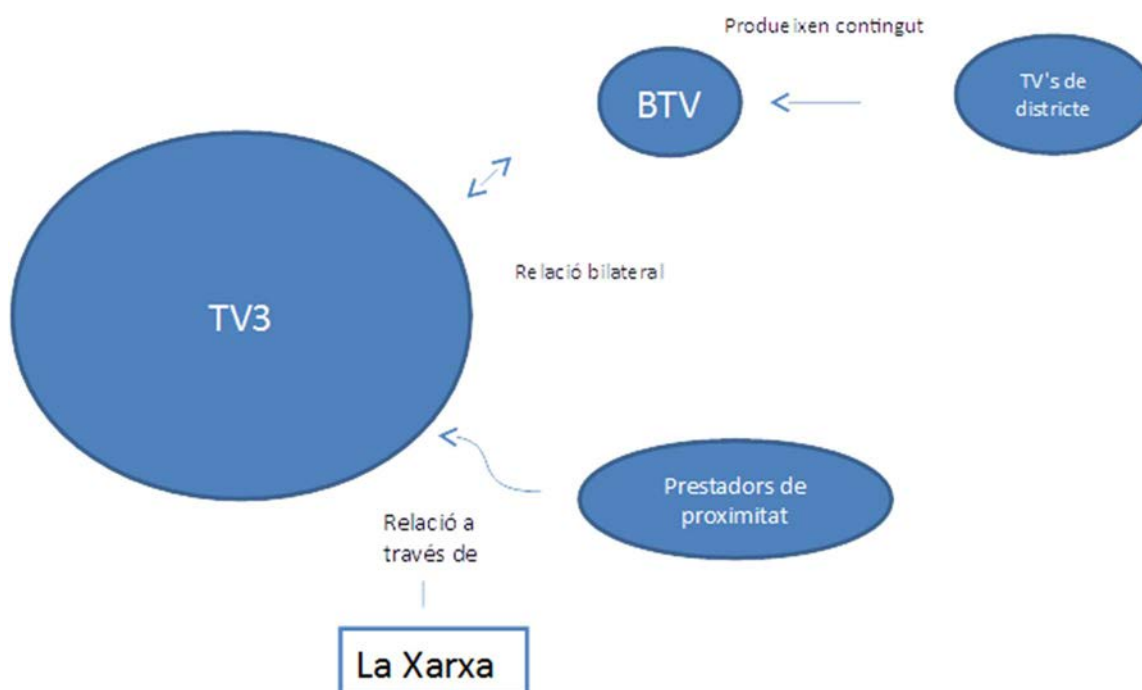 Produeixen contingut
BTV
TV's de
districte
Relació bilateral
TV3
Prestadors de
proximitat
Relació a
través de
La Xarxa